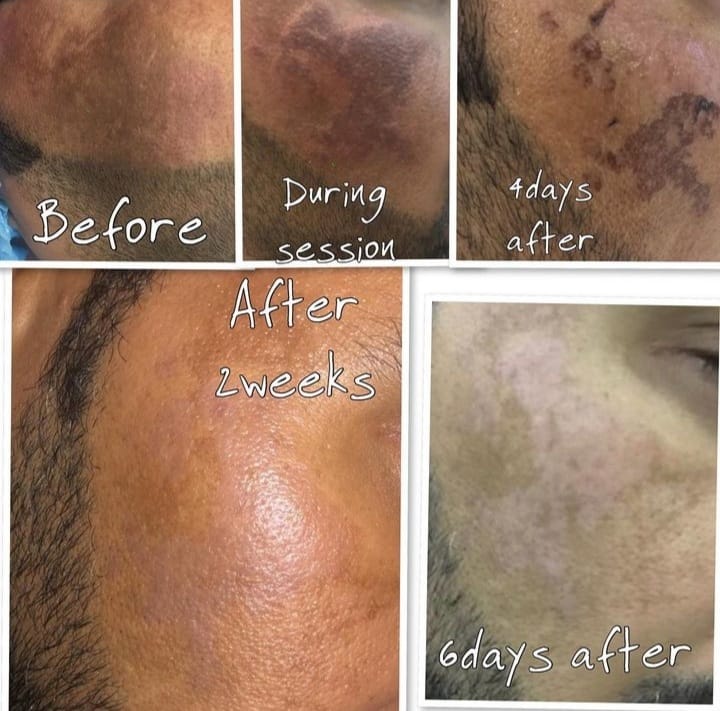 Before
During
session
4days
after
After
2weeks
6days after